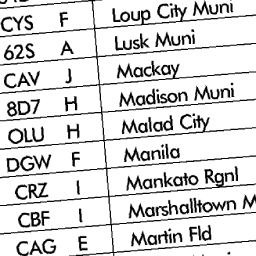 CYS F Loup City Muni
62S A Lusk Muni
CAV J Mackay
8D7 H Madison Muni
OLU H Malad City
DGW F Manila
CRZ I Mankato Rgnl
CBF I Marshalltown
CAG E Martin Fld